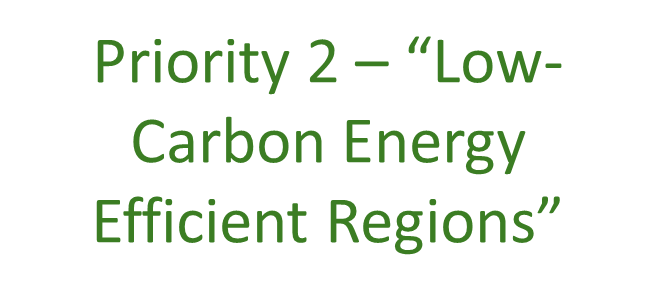 Priority 2 – “Low-
Carbon Energy
Efficient Regions”